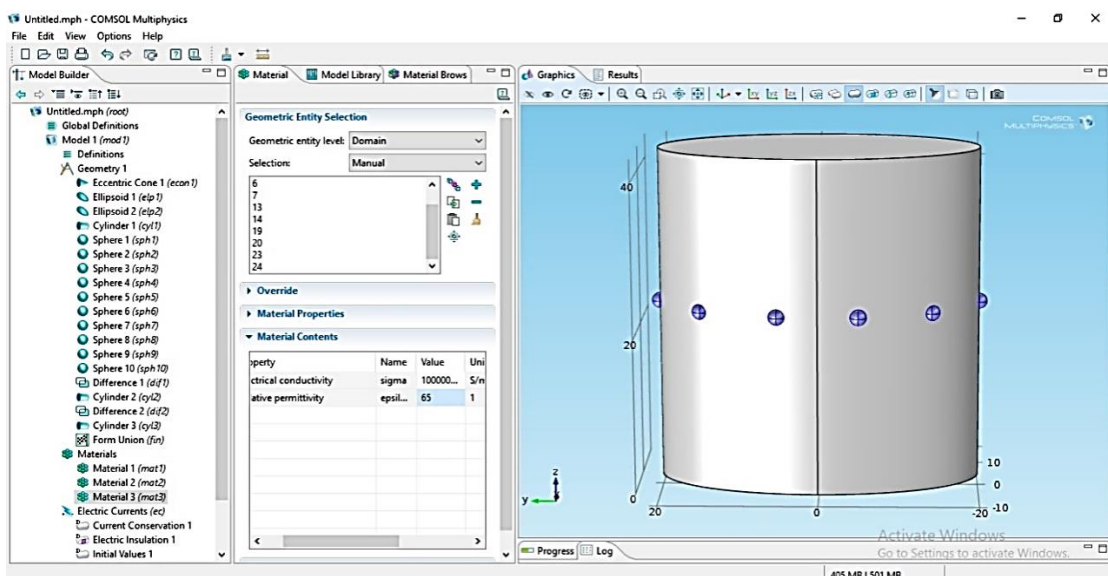 Untitled.mph - COMSOL Multiphysics
File Edit View Options Help
Model Builder
Untitled.mph (root)
Global Definitions
Model 1 (mod1)
Definitions
Geometry 1
Eccentric Cone 1 (econ1)
Ellipsoid 1 (elp1)
Ellipsoid 2 (elp2)
Cylinder 1 (cyl1)
Sphere 1 (sph1)
Sphere 2 (sph2)
Sphere 3 (sph3)
Sphere 4 (sph4)
Sphere 5 (sph5)
Sphere 6 (sph6)
Sphere 7 (sph7)
Sphere 8 (sph8)
Sphere 9 (sph9)
Sphere 10 (sph10)
Difference 1 (dif1)
Cylinder 2 (cyl2)
Difference 2 (dif2)
Cylinder 3 (cyl3)
Form Union (fin)
Materials
Material 1 (mat1)
Material 2 (mat2)
Material 3 (mat3)
Electric Currents (ec)
Current Conservation 1
Electric Insulation 1
Initial Values 1
Material Model Library Material Brows
Geometric Entity Selection
Geometric entity level: Domain
Selection: Manual
6
7
13
14
19
20
23
24
Override
Material Properties
Material Contents
operty Name Value Uni
ctrical conductivity sigma 100000... S/n
ative permittivity epsil... 65 1
Graphics Results
COMSOL
MULTIPHYSICS
40
20
0
z
y
20 0 -20
10
0
-10
Activate Windows
Go to Settings to activate Windows.
Progress Log
405 MB | 501 MB